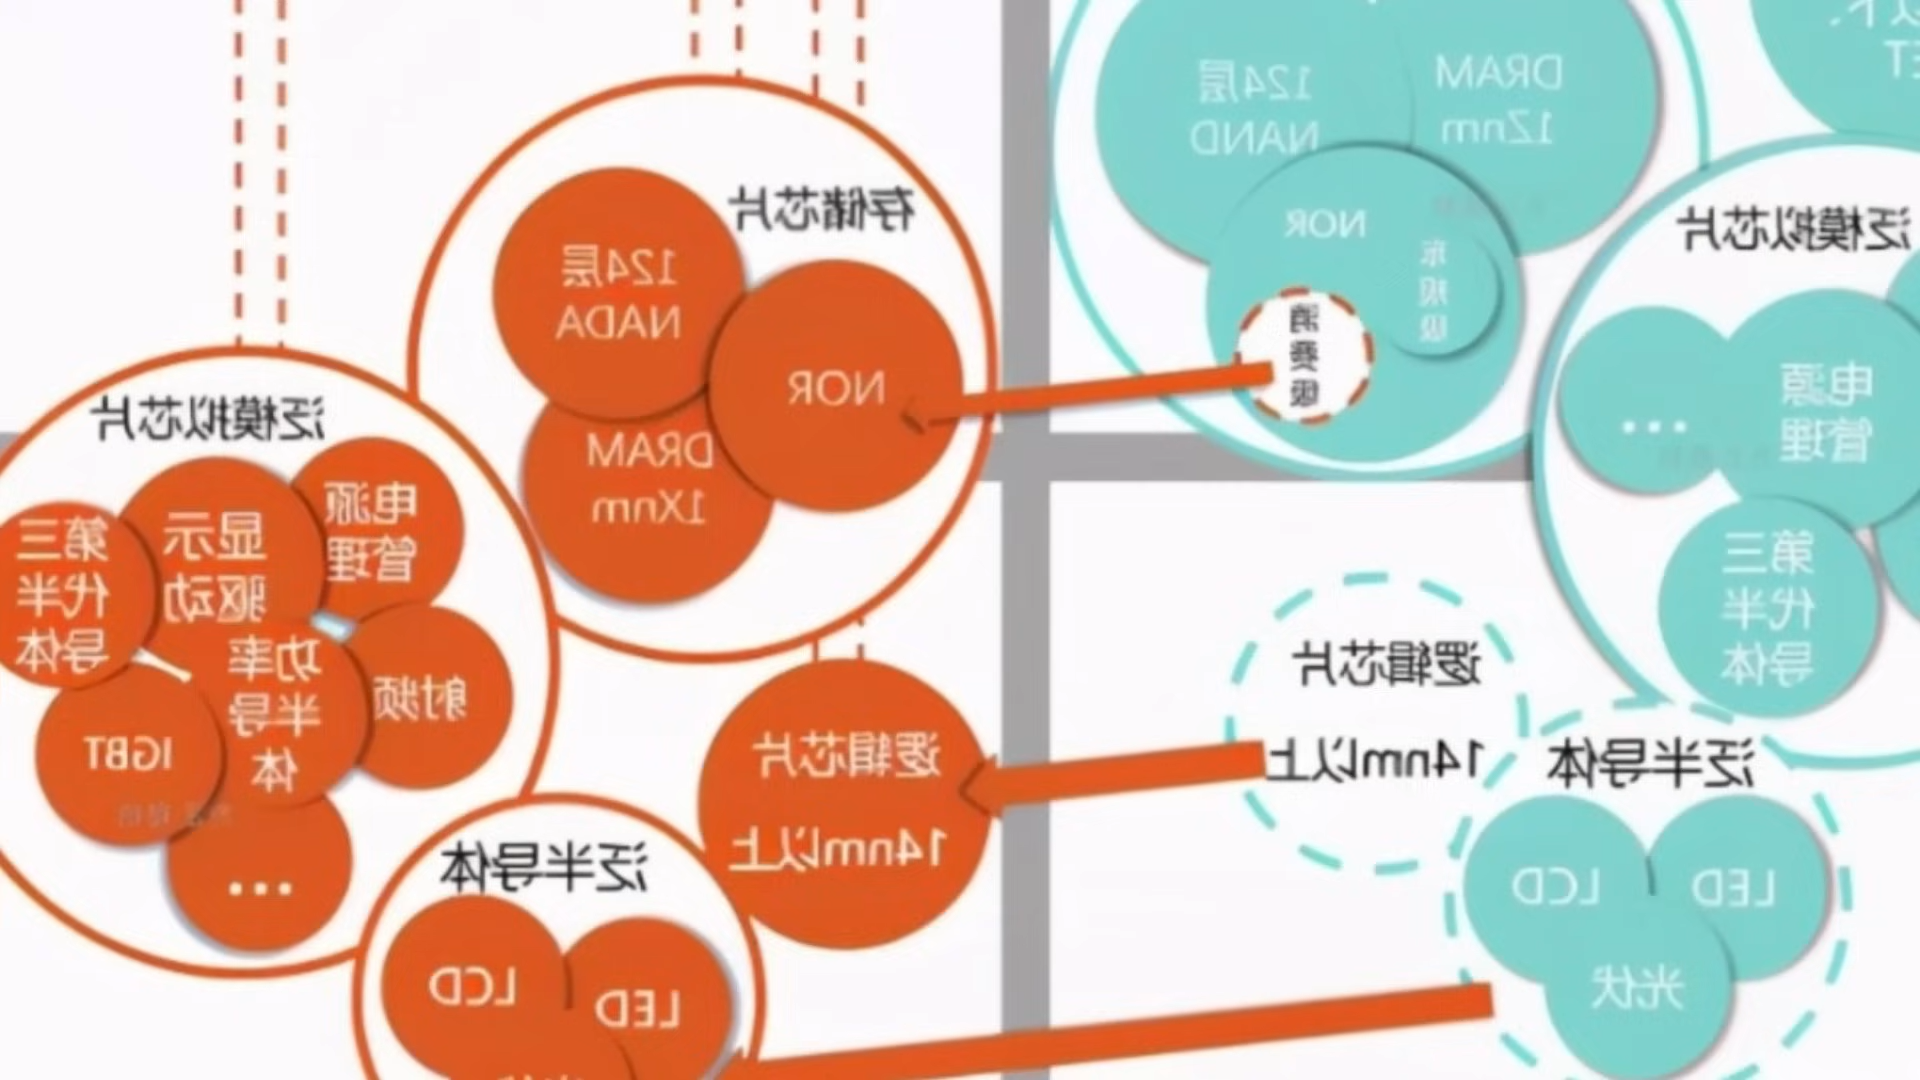 124层
NAND
DRAM
1Znm
NOR
消
费
级
存储芯片
124层
NADA
NOR
DRAM
1Xnm
泛模拟芯片
电源
管理
...
第三
代半
导体
泛模拟芯片
第三
代半
导体
显示
驱动
电源
管理
功率
半导
体
射频
IGBT
...
逻辑芯片
14nm以上
逻辑芯片
14nm以上
泛半导体
LCD
LED
光伏
泛半导体
LCD
LED